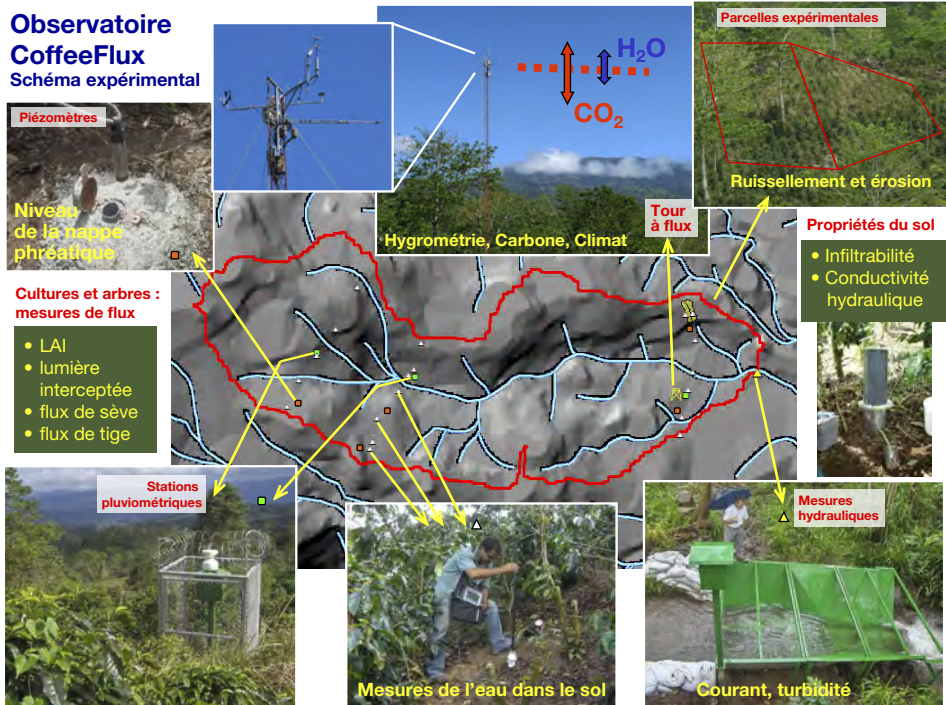 Observatoire
CoffeeFlux
Schéma expérimental
H₂O
CO₂
Hygrométrie, Carbone, Climat
Parcelles expérimentales
Ruissellement et érosion
Piézomètres
Niveau
de la nappe
phréatique
Tour
à flux
Propriétés du sol
• Infiltrabilité
• Conductivité
hydraulique
Cultures et arbres :
mesures de flux
• LAI
• lumière
interceptée
• flux de sève
• flux de tige
Stations
pluviométriques
Mesures de l'eau dans le sol
Mesures
hydrauliques
Courant, turbidité